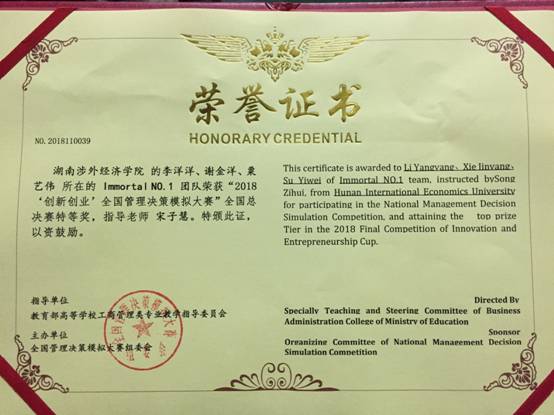 荣誉证书
HONORARY CREDENTIAL
NO. 2018110039
湖南涉外经济学院 的李洋洋、谢金洋、粟
艺伟 所在的 Immortal NO.1 团队荣获“2018
‘创新创业’全国管理决策模拟大赛”全国总
决赛特等奖，指导老师 宋子慧。特颁此证，
以资鼓励。
This certificate is awarded to Li Yangyang、Xie Jinyang、
Su Yiwei of Immortal NO.1 team, instructed bySong
Zihui, from Hunan International Economics University
for participating in the National Management Decision
Simulation Competition, and attaining the top prize
Tier in the 2018 Final Competition of Innovation and
Entrepreneurship Cup.
指导单位
教育部高等学校工商管理类专业教学指导委员会
主办单位
全国管理决策模拟大赛组委会
Directed By
Specially Teaching and Steering Committee of Business
Administration College of Ministry of Education
Sponsor
Organizing Committee of National Management Decision
Simulation Competition